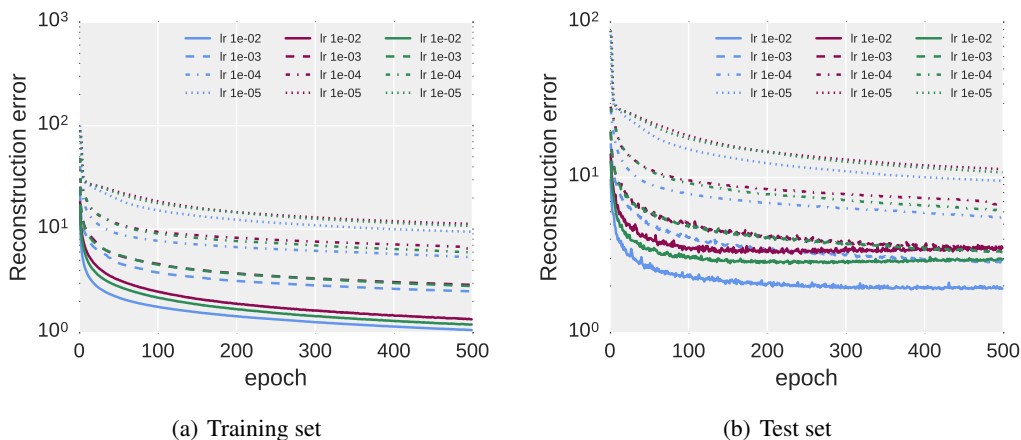 10³
10²
10¹
10⁰
Reconstruction error
lr 1e-02 lr 1e-02 lr 1e-02
lr 1e-03 lr 1e-03 lr 1e-03
lr 1e-04 lr 1e-04 lr 1e-04
lr 1e-05 lr 1e-05 lr 1e-05
0 100 200 300 400 500
epoch
(a) Training set
10²
10¹
10⁰
Reconstruction error
lr 1e-02 lr 1e-02 lr 1e-02
lr 1e-03 lr 1e-03 lr 1e-03
lr 1e-04 lr 1e-04 lr 1e-04
lr 1e-05 lr 1e-05 lr 1e-05
0 100 200 300 400 500
epoch
(b) Test set